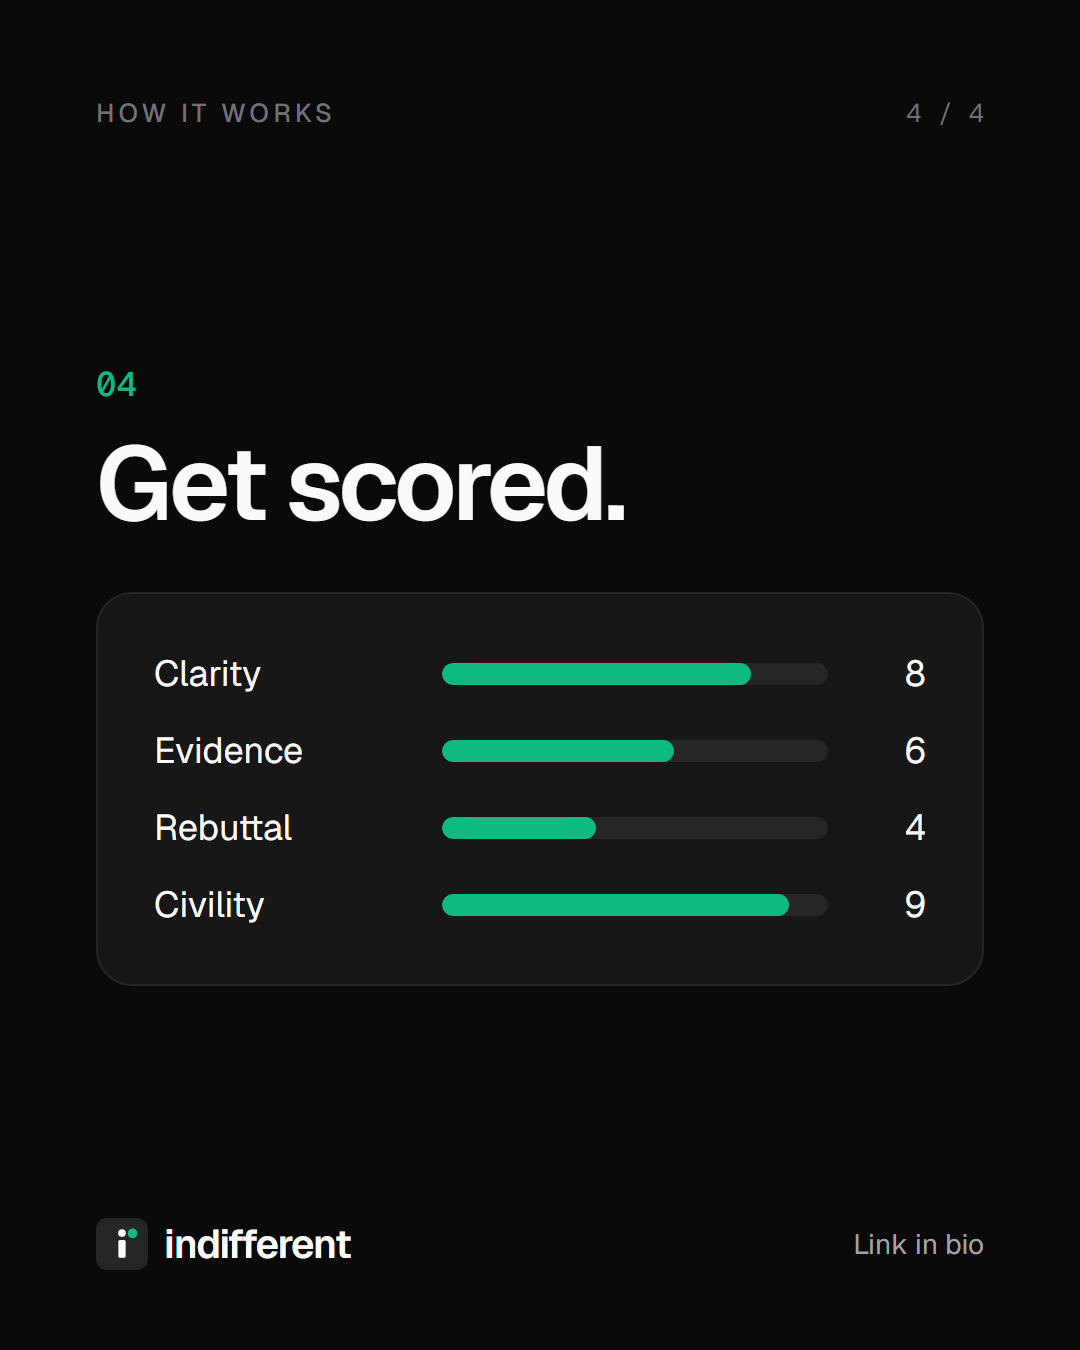 HOW IT WORKS 4 / 4
04
Get scored.
Clarity 8
Evidence 6
Rebuttal 4
Civility 9
indifferent Link in bio